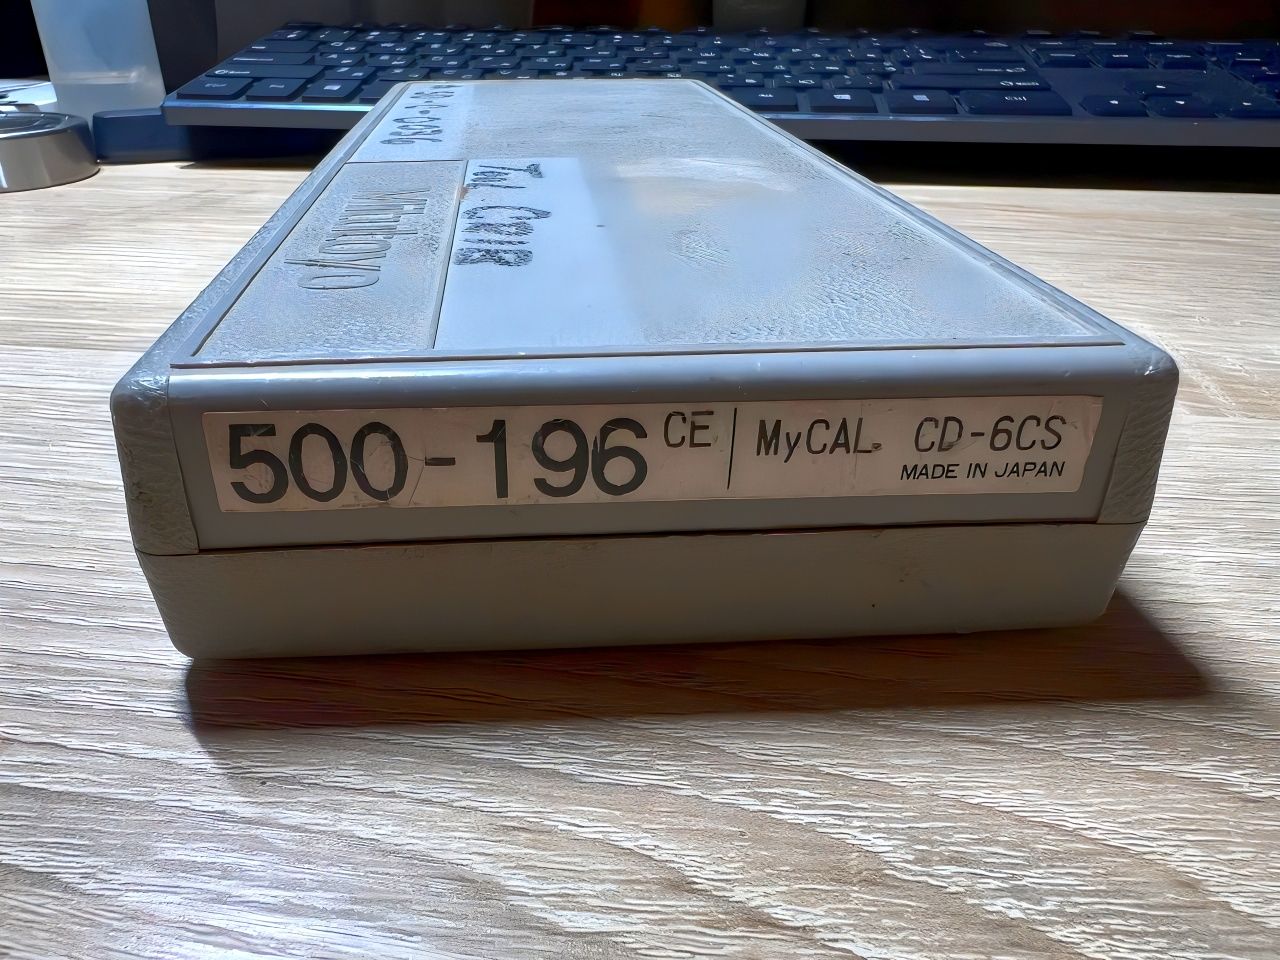 Mitutoyo
Tool CRIB
500-196 CE
MyCAL CD-6CS
MADE IN JAPAN